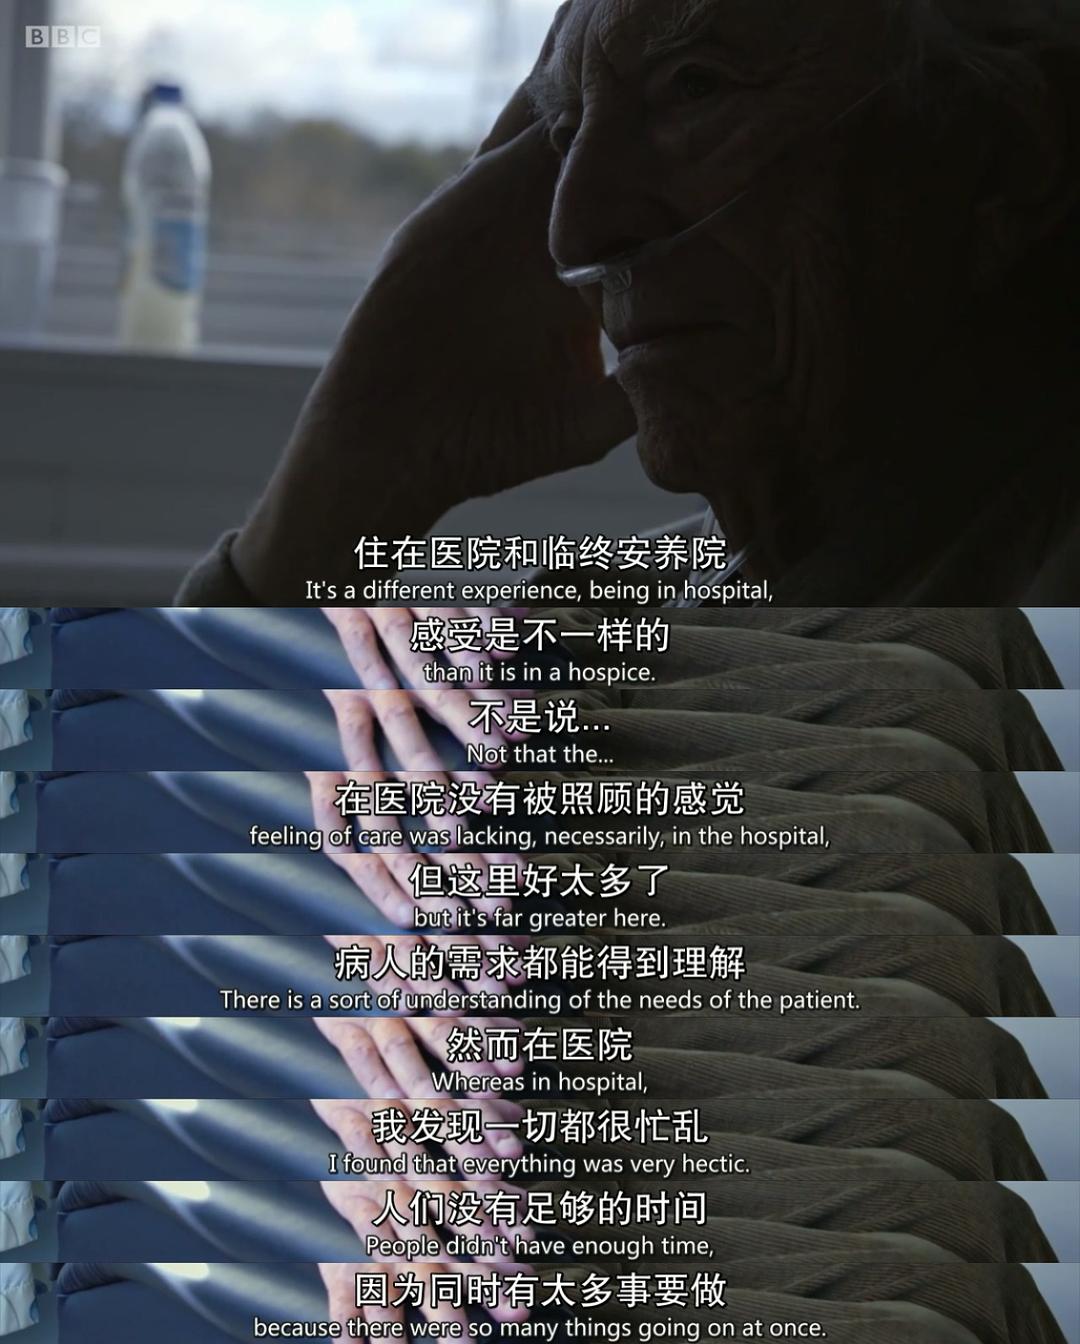 BBC
住在医院和临终安养院
It's a different experience, being in hospital,
感受是不一样的
than it is in a hospice.
不是说...
Not that the...
在医院没有被照顾的感觉
feeling of care was lacking, necessarily, in the hospital,
但这里好太多了
but it's far greater here.
病人的需求都能得到理解
There is a sort of understanding of the needs of the patient.
然而在医院
Whereas in hospital,
我发现一切都很忙乱
I found that everything was very hectic.
人们没有足够的时间
People didn't have enough time,
因为同时有太多事要做
because there were so many things going on at once.